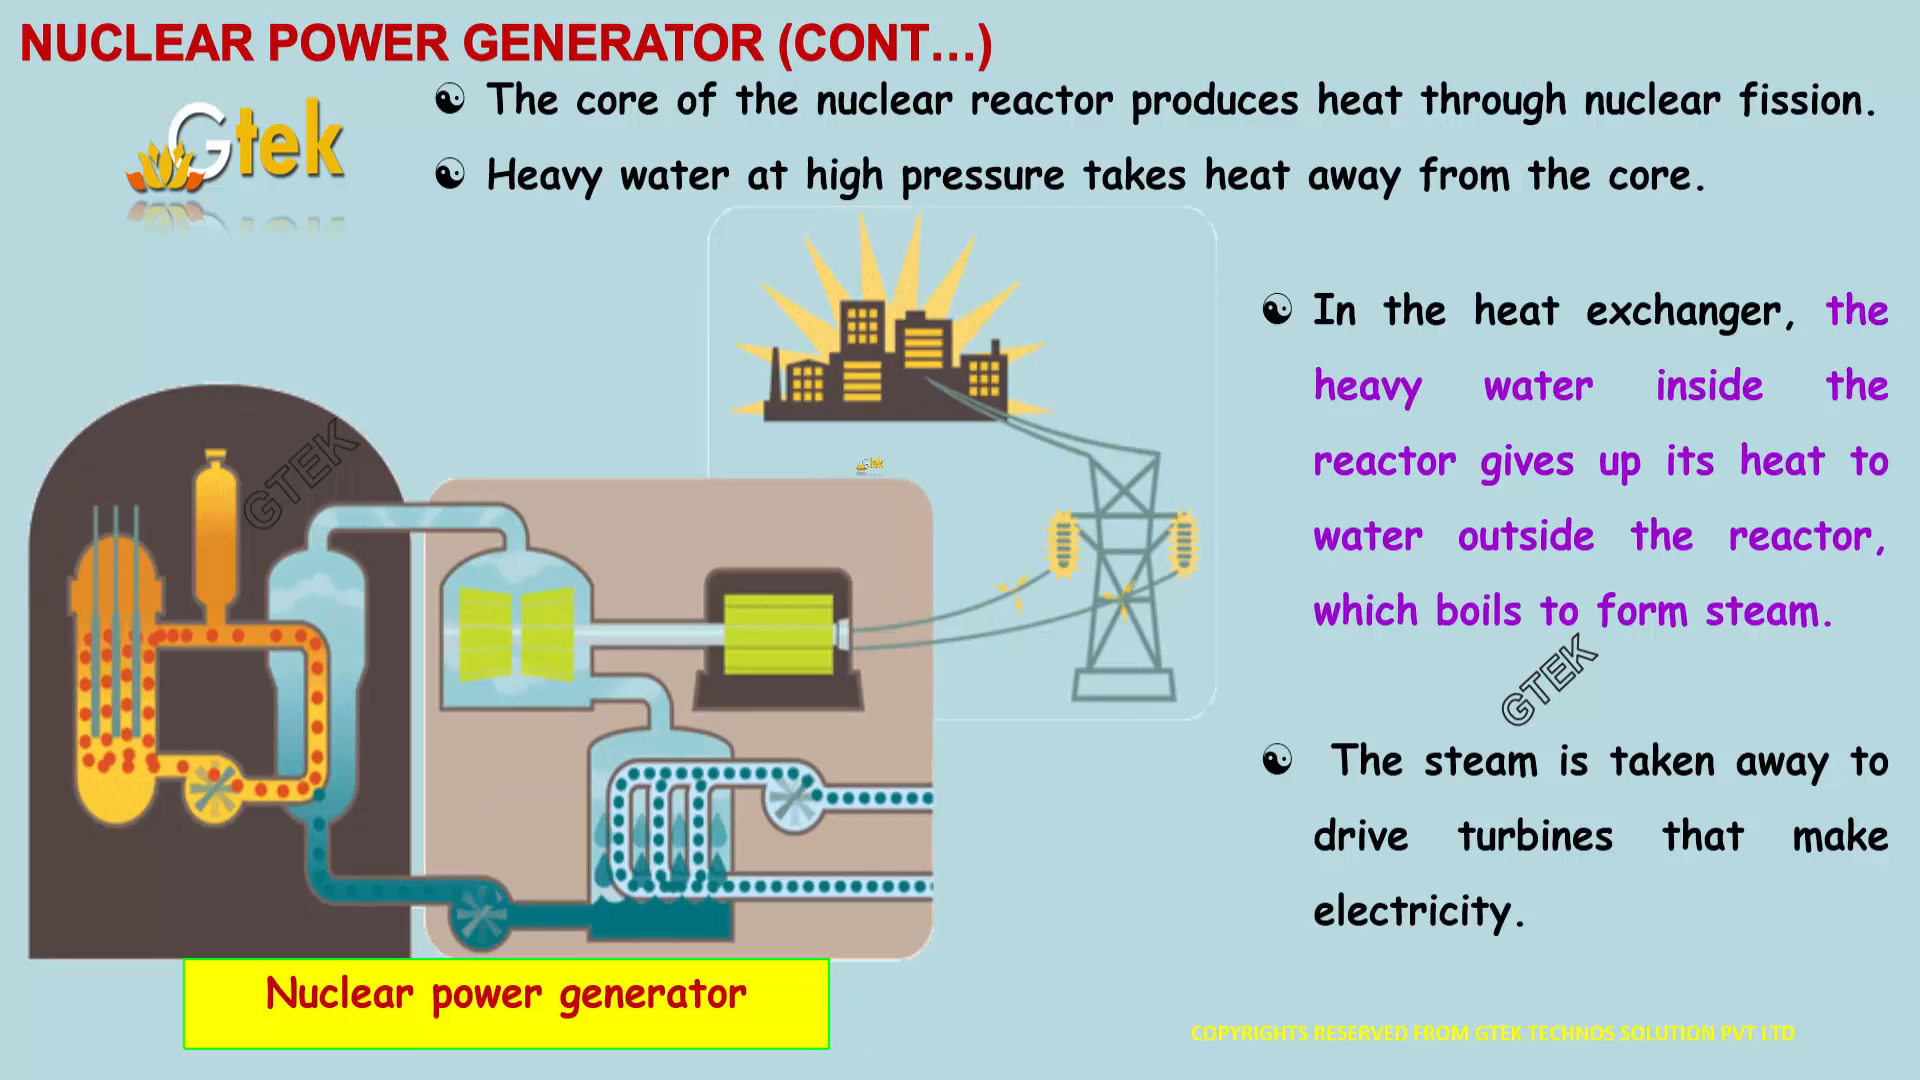 NUCLEAR POWER GENERATOR (CONT...)
Gtek
The core of the nuclear reactor produces heat through nuclear fission.
Heavy water at high pressure takes heat away from the core.
In the heat exchanger, the
heavy water inside the
reactor gives up its heat to
water outside the reactor,
which boils to form steam.
The steam is taken away to
drive turbines that make
electricity.
GTEK
GTEK
Gtek
Nuclear power generator
COPYRIGHTS RESERVED FROM GTEK TECHNOS SOLUTION PVT LTD